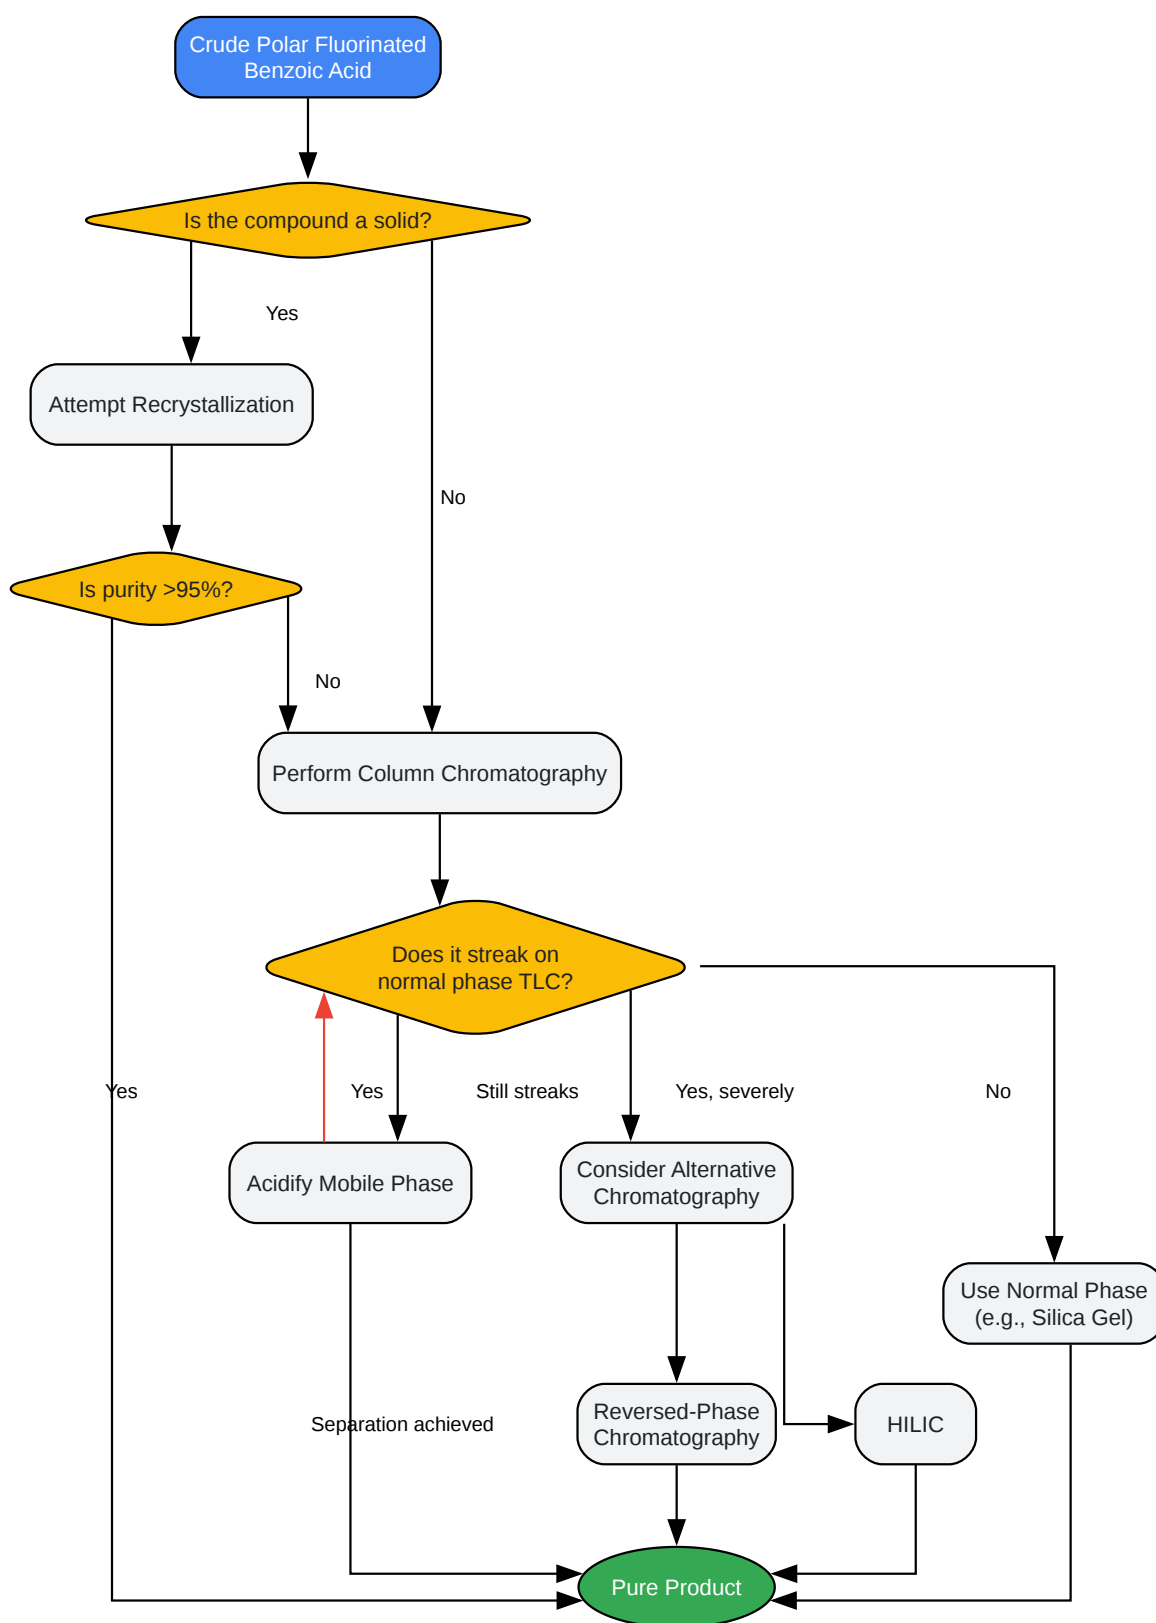 Crude Polar Fluorinated
Benzoic Acid
Is the compound a solid?
Yes
Attempt Recrystallization
No
Is purity >95%?
No
Perform Column Chromatography
Does it streak on
normal phase TLC?
Yes
Yes
Still streaks
Yes, severely
No
Acidify Mobile Phase
Consider Alternative
Chromatography
Use Normal Phase
(e.g., Silica Gel)
Separation achieved
Reversed-Phase
Chromatography
HILIC
Pure Product